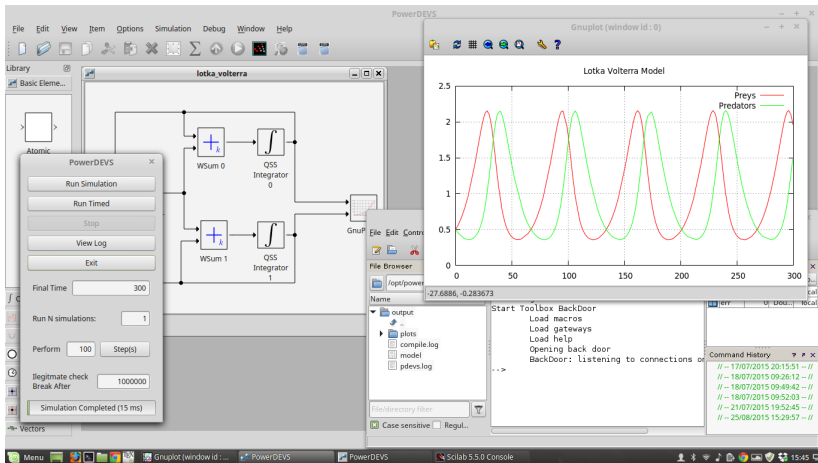 PowerDEVS
File Edit View Item Options Simulation Debug Window Help
Library
Basic Eleme...
Atomic
Vectors
lotka_volterra
WSum 0
QSS
Integrator
0
WSum 1
QSS
Integrator
1
PowerDEVS
Run Simulation
Run Timed
Stop
View Log
Exit
Final Time 300
Run N simulations: 1
Perform 100 Step(s)
Ilegitmate check
Break After 1000000
Simulation Completed (15 ms)
Gnuplot (window id : 0)
Lotka Volterra Model
Preys
Predators
2.5
2
1.5
1
0.5
0
0 50 100 150 200 250 300
-27.6886, -0.283673
File Edit
File Browser
Name
output
..
plots
compile.log
model
pdevs.log
File/directory filter
Case sensitive Regul...
Start Toolbox BackDoor
Load macros
Load gateways
Load help
Opening back door
BackDoor: listening to connections
-->
err 0 Dou... local
Command History
// -- 17/07/2015 20:15:51 -- //
// -- 18/07/2015 09:26:12 -- //
// -- 18/07/2015 09:49:42 -- //
// -- 18/07/2015 09:52:03 -- //
// -- 21/07/2015 19:52:45 -- //
// -- 25/08/2015 15:29:57 -- //
Menu Gnuplot (window id : ... PowerDEVS PowerDEVS Scilab 5.5.0 Console 15:45